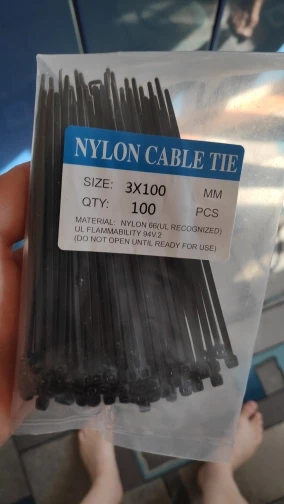 NYLON CABLE TIE
SIZE: 3X100 MM
QTY: 100 PCS
MATERIAL: NYLON 66(UL RECOGNIZED)
UL FLAMMABILITY 94V.2
(DO NOT OPEN UNTIL READY FOR USE)